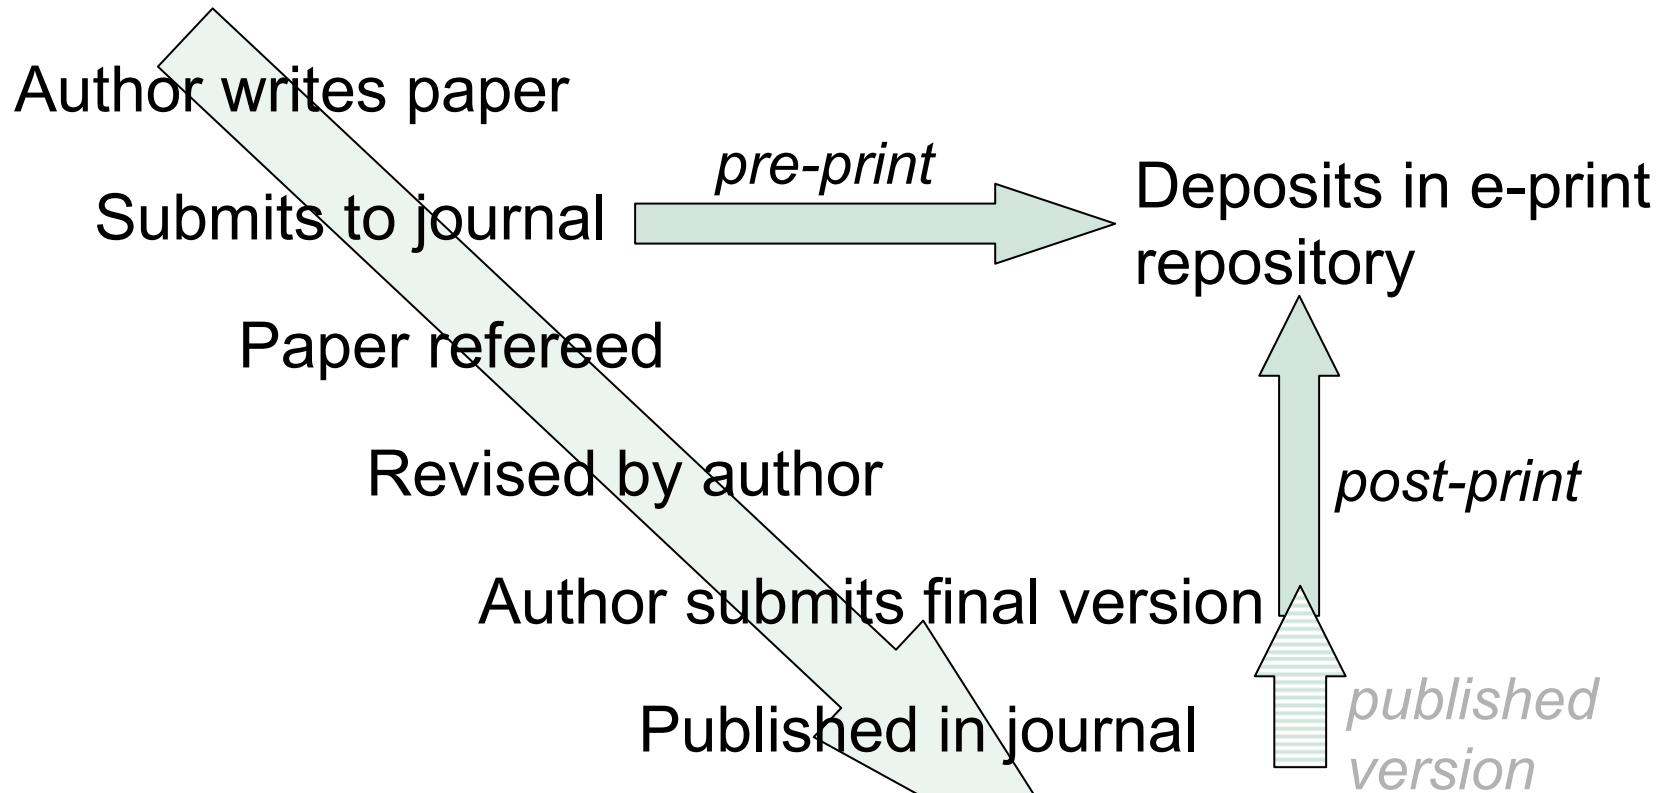 Author writes paper
pre-print
Submits to journal
Deposits in e-print
repository
Paper refereed
Revised by author
post-print
Author submits final version
Published in journal
published
version